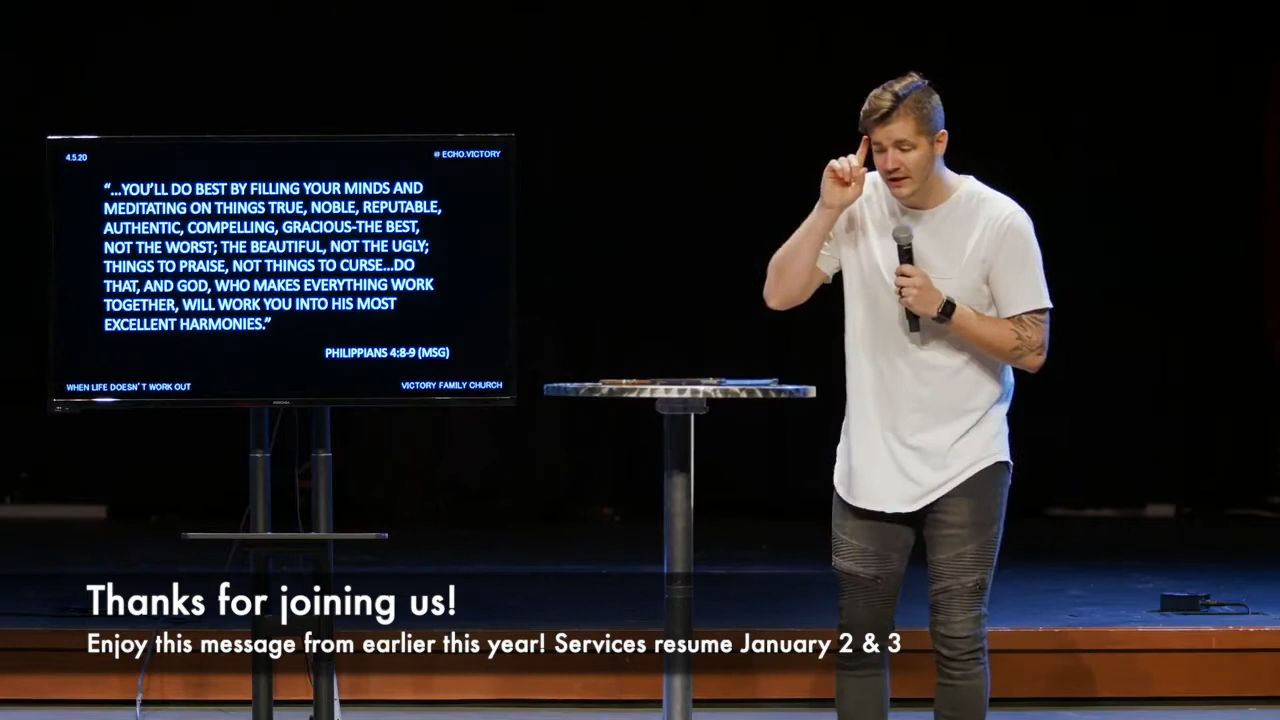 4.5.20
@ ECHO.VICTORY
“...YOU’LL DO BEST BY FILLING YOUR MINDS AND
MEDITATING ON THINGS TRUE, NOBLE, REPUTABLE,
AUTHENTIC, COMPELLING, GRACIOUS-THE BEST,
NOT THE WORST; THE BEAUTIFUL, NOT THE UGLY;
THINGS TO PRAISE, NOT THINGS TO CURSE...DO
THAT, AND GOD, WHO MAKES EVERYTHING WORK
TOGETHER, WILL WORK YOU INTO HIS MOST
EXCELLENT HARMONIES.”
PHILIPPIANS 4:8-9 (MSG)
WHEN LIFE DOESN'T WORK OUT
VICTORY FAMILY CHURCH
Thanks for joining us!
Enjoy this message from earlier this year! Services resume January 2 & 3